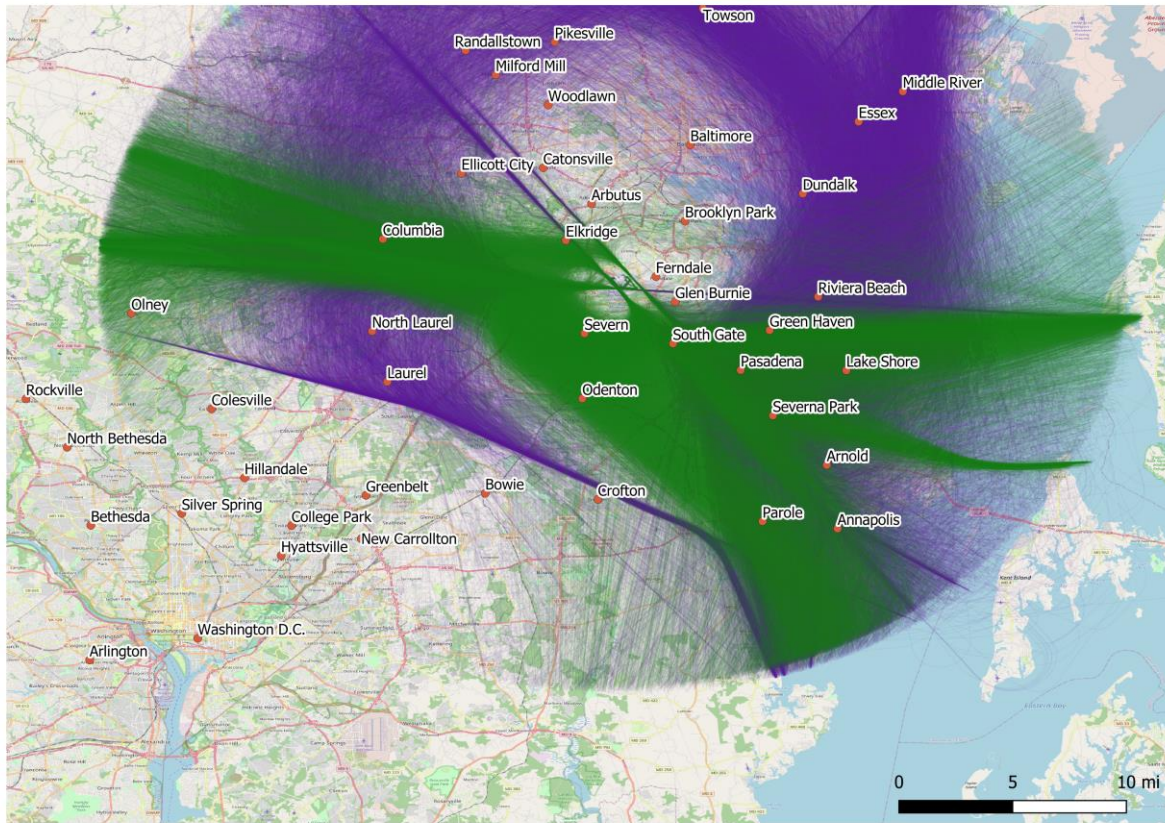 Towson
Pikesville
Randallstown
Milford Mill
Middle River
Woodlawn
Essex
Baltimore
Ellicott City
Catonsville
Dundalk
Arbutus
Brooklyn Park
Columbia
Elkridge
Ferndale
Glen Burnie
Riviera Beach
Olney
North Laurel
Severn
South Gate
Green Haven
Pasadena
Lake Shore
Laurel
Rockville
Odenton
Colesville
Severna Park
North Bethesda
Arnold
Hillandale
Greenbelt
Bowie
Crofton
Silver Spring
Bethesda
College Park
Parole
Annapolis
New Carrollton
Hyattsville
Kent Island
Washington D.C.
Arlington
0 5 10 mi